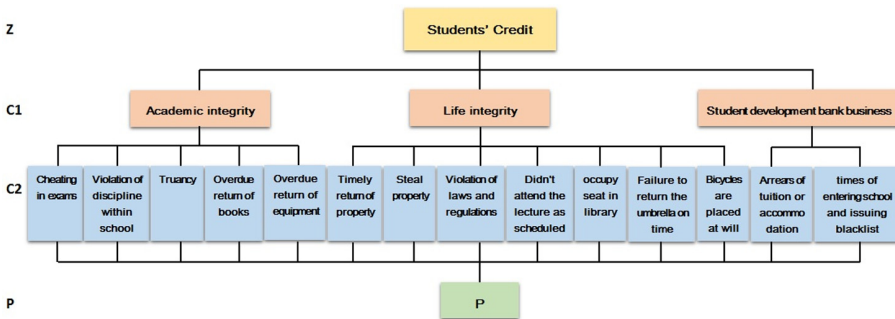 Z
Students' Credit
C1
Academic integrity
Life integrity
Student development bank business
C2
Cheating
in exams
Violation of
discipline
within
school
Truancy
Overdue
return of
books
Overdue
return of
equipment
Timely
return of
property
Steal
property
Violation of
laws and
regulations
Didn't
attend the
lecture as
scheduled
occupy
seat in
library
Failure to
return the
umbrella on
time
Bicycles
are
placed
at will
Arrears of
tuition or
accommo
dation
times of
entering school
and issuing
blacklist
P
P